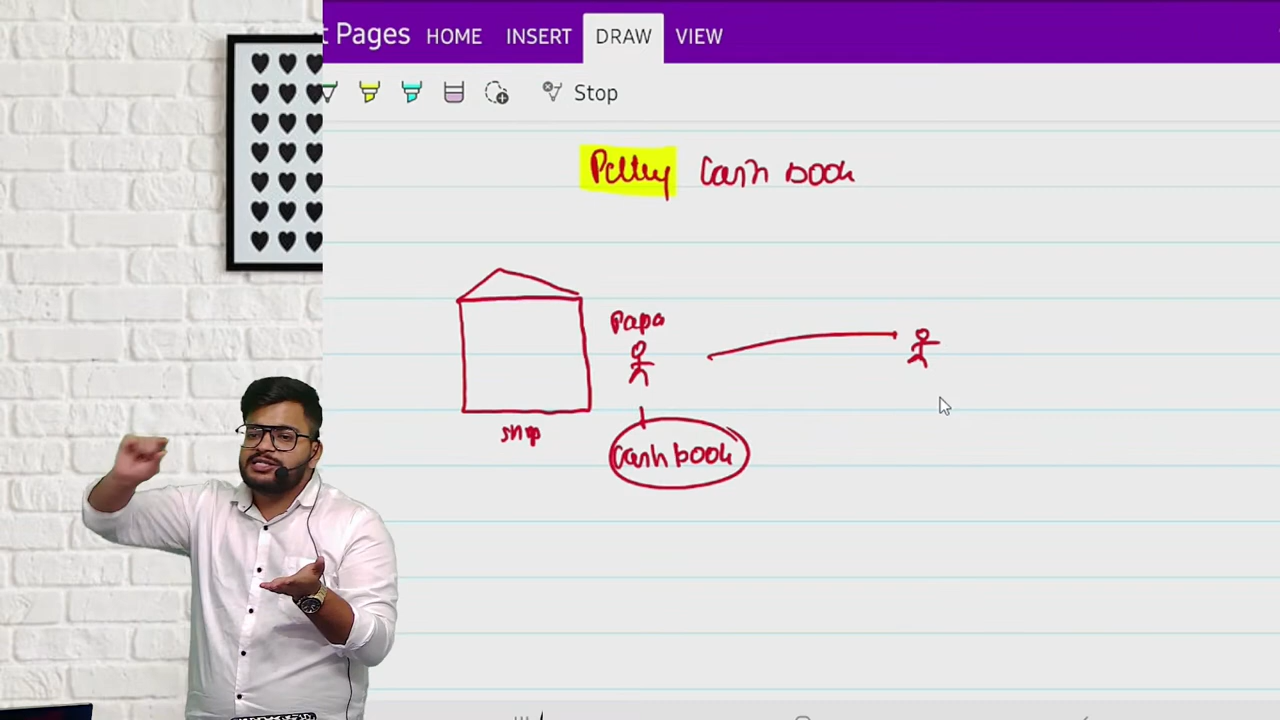 t Pages HOME INSERT DRAW VIEW
Stop
Petty Cash book
Papa
shop
Cash book